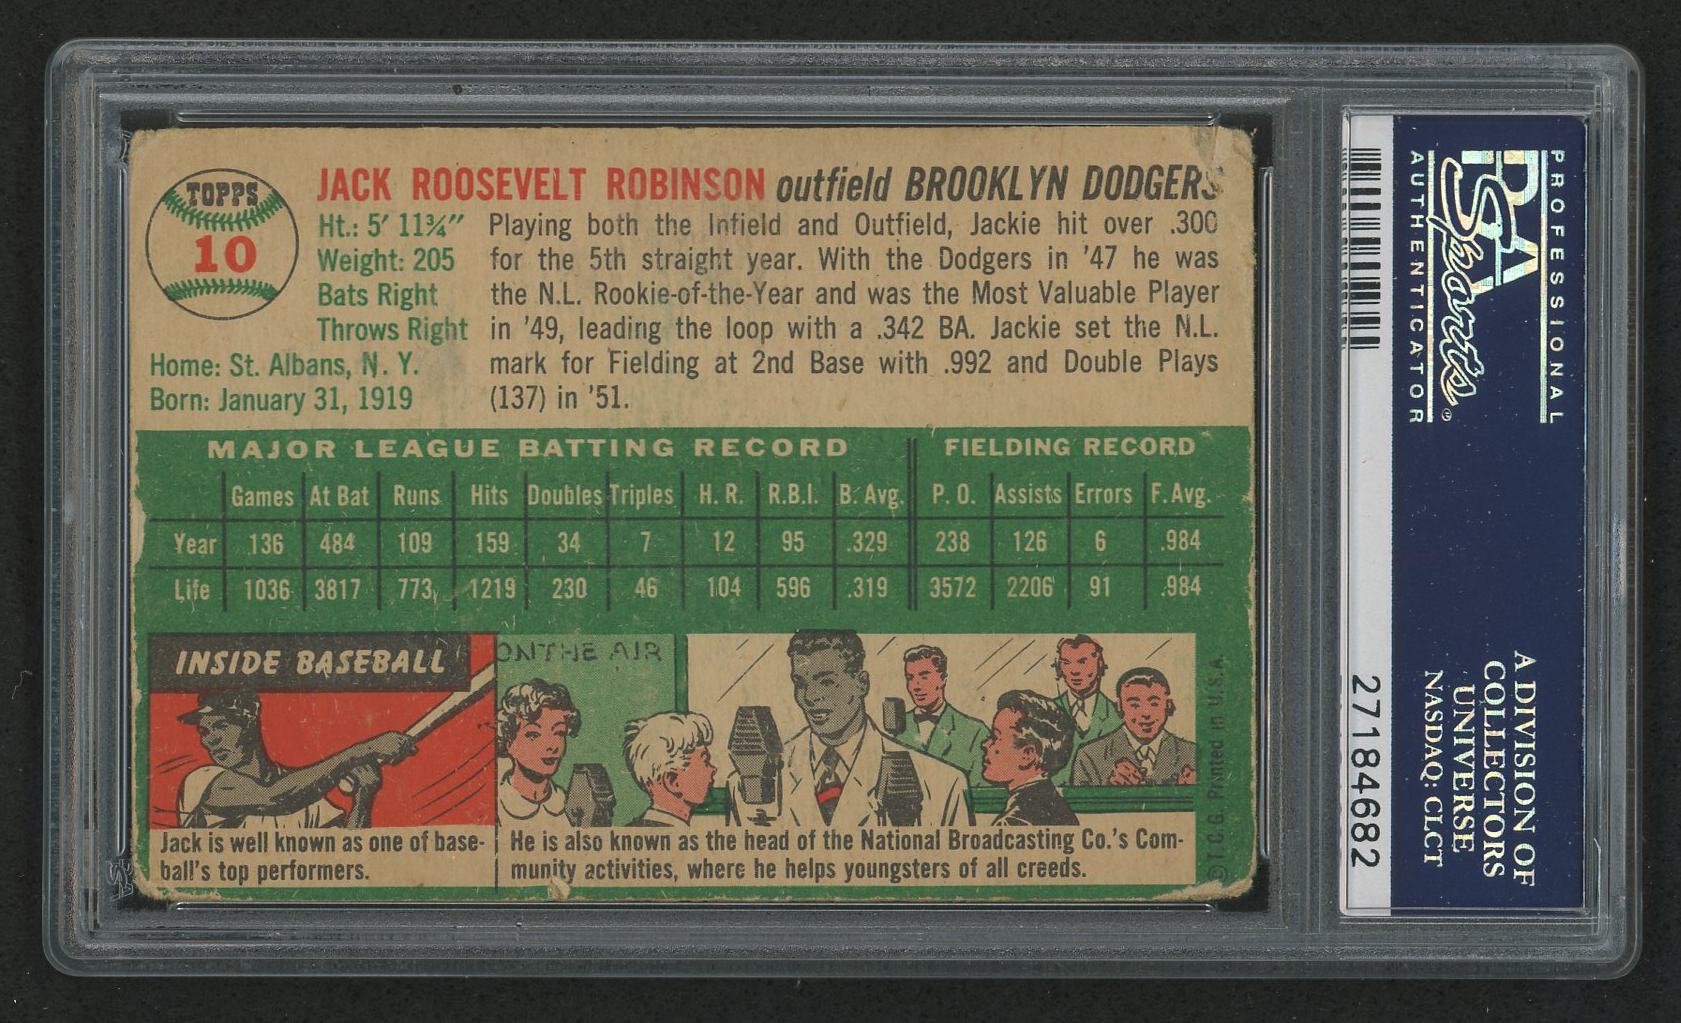 TOPPS
10
JACK ROOSEVELT ROBINSON outfield BROOKLYN DODGERS
Ht.: 5' 11¾"
Weight: 205
Bats Right
Throws Right
Home: St. Albans, N. Y.
Born: January 31, 1919
Playing both the Infield and Outfield, Jackie hit over .300
for the 5th straight year. With the Dodgers in '47 he was
the N.L. Rookie-of-the-Year and was the Most Valuable Player
in '49, leading the loop with a .342 BA. Jackie set the N.L.
mark for Fielding at 2nd Base with .992 and Double Plays
(137) in '51.
MAJOR LEAGUE BATTING RECORD FIELDING RECORD
Games At Bat Runs Hits Doubles Triples H. R. R.B.I. B. Avg. P. O. Assists Errors F. Avg.
Year 136 484 109 159 34 7 12 95 .329 238 126 6 .984
Life 1036 3817 773 1219 230 46 104 596 .319 3572 2206 91 .984
INSIDE BASEBALL
ON THE AIR
Jack is well known as one of base-
ball's top performers.
He is also known as the head of the National Broadcasting Co.'s Com-
munity activities, where he helps youngsters of all creeds.
© T. C. G. Printed in U. S. A.
PROFESSIONAL
PSA
Sports
AUTHENTICATOR
A DIVISION OF
COLLECTORS
UNIVERSE
NASDAQ: CLCT
27184682